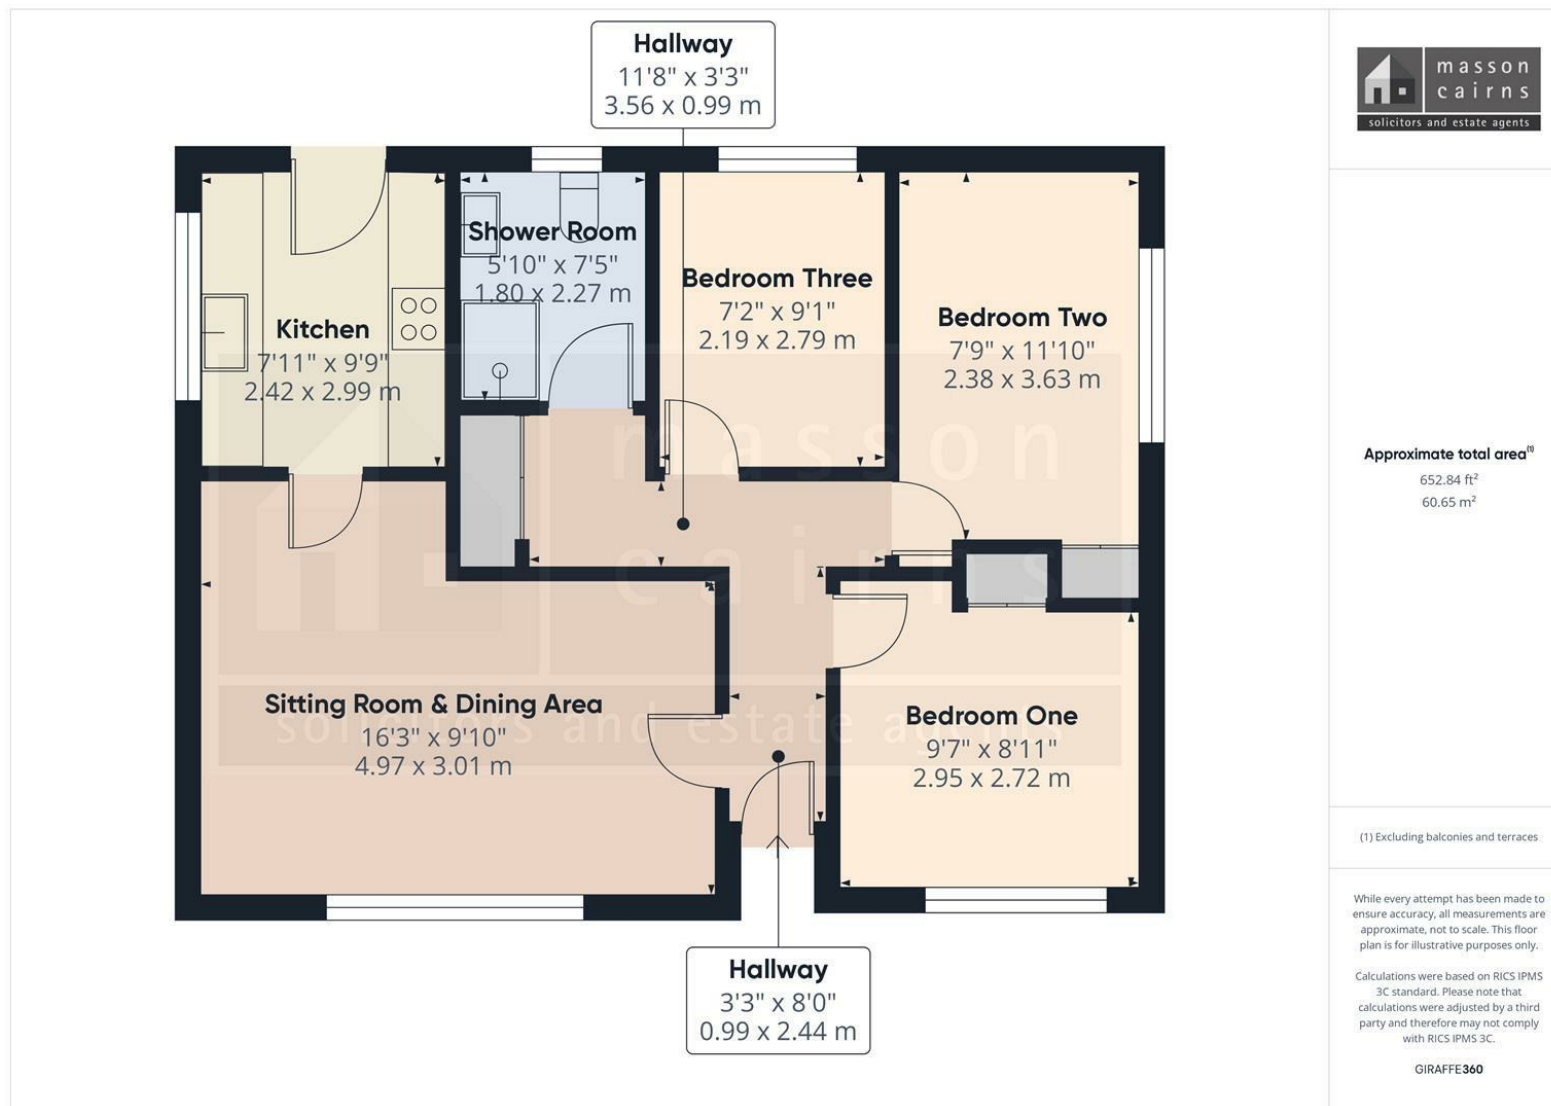 Hallway
11'8" x 3'3"
3.56 x 0.99 m
masson
cairns
solicitors and estate agents
Shower Room
5'10" x 7'5"
1.80 x 2.27 m
Bedroom Three
7'2" x 9'1"
2.19 x 2.79 m
Bedroom Two
7'9" x 11'10"
2.38 x 3.63 m
Kitchen
7'11" x 9'9"
2.42 x 2.99 m
masson
cairns
solicitors and estate agents
Sitting Room & Dining Area
16'3" x 9'10"
4.97 x 3.01 m
Bedroom One
9'7" x 8'11"
2.95 x 2.72 m
Hallway
3'3" x 8'0"
0.99 x 2.44 m
Approximate total area(1)
652.84 ft²
60.65 m²
(1) Excluding balconies and terraces
While every attempt has been made to
ensure accuracy, all measurements are
approximate, not to scale. This floor
plan is for illustrative purposes only.
Calculations were based on RICS IPMS
3C standard. Please note that
calculations were adjusted by a third
party and therefore may not comply
with RICS IPMS 3C.
GIRAFFE360